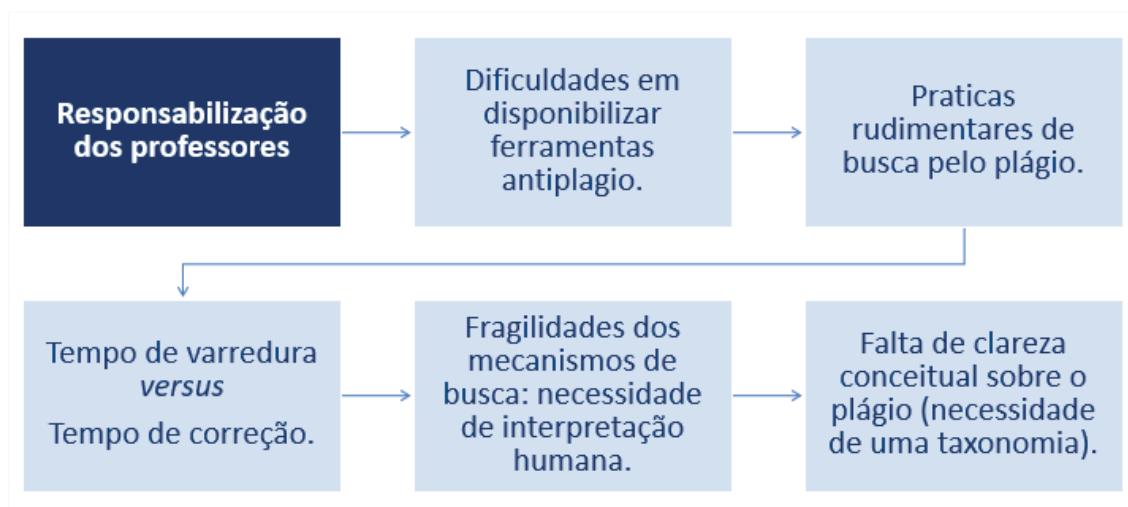 Responsabilização
dos professores
Dificuldades em
disponibilizar
ferramentas
antiplagio.
Praticas
rudimentares de
busca pelo plágio.
Tempo de varredura
versus
Tempo de correção.
Fragilidades dos
mecanismos de
busca: necessidade
de interpretação
humana.
Falta de clareza
conceitual sobre o
plágio (necessidade
de uma taxonomia).